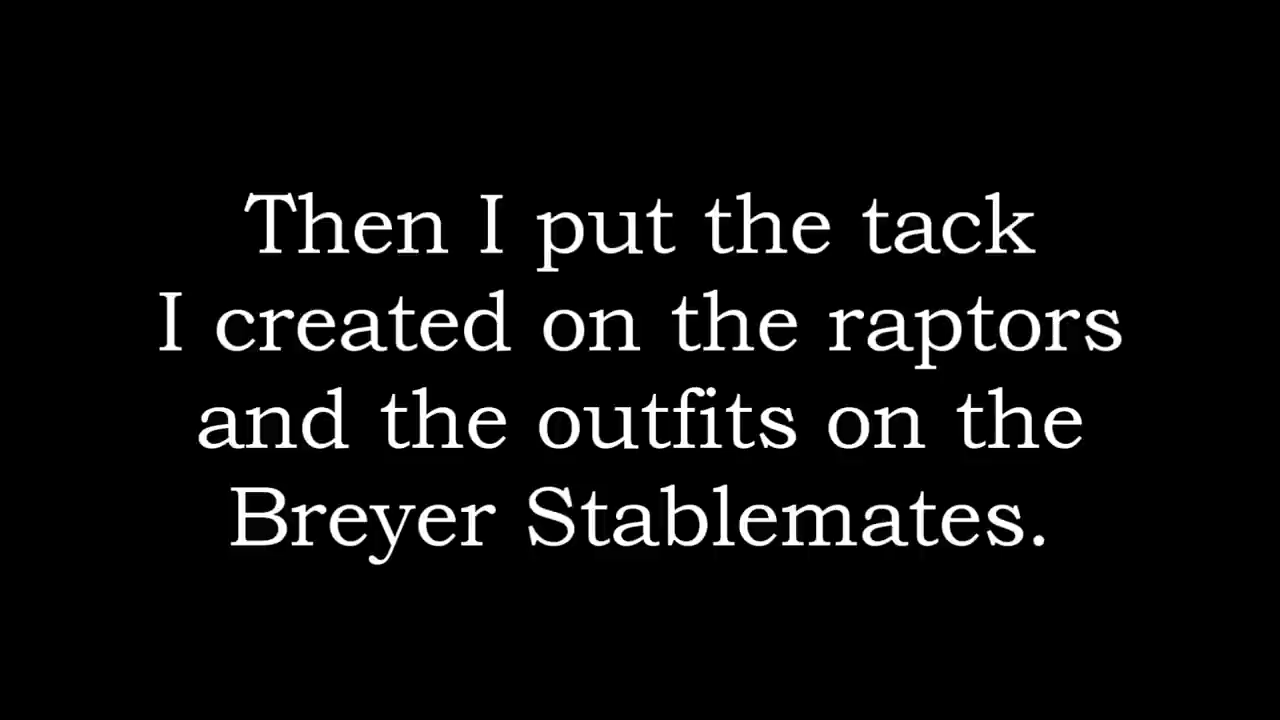 Then I put the tack
I created on the raptors
and the outfits on the
Breyer Stablemates.